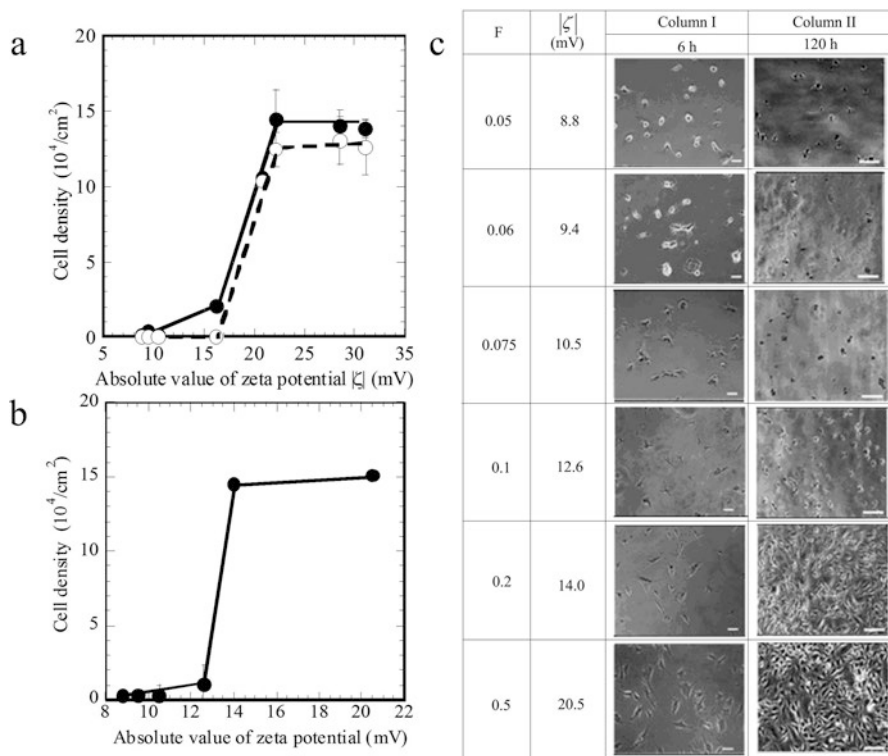 a
20
15
10
5
0
Cell density (10⁴/cm²)
5 10 15 20 25 30 35
Absolute value of zeta potential |ζ| (mV)
b
20
15
10
5
0
Cell density (10⁴/cm²)
8 10 12 14 16 18 20 22
Absolute value of zeta potential (mV)
c
F |ζ| (mV) Column I Column II
6 h 120 h
0.05 8.8
0.06 9.4
0.075 10.5
0.1 12.6
0.2 14.0
0.5 20.5